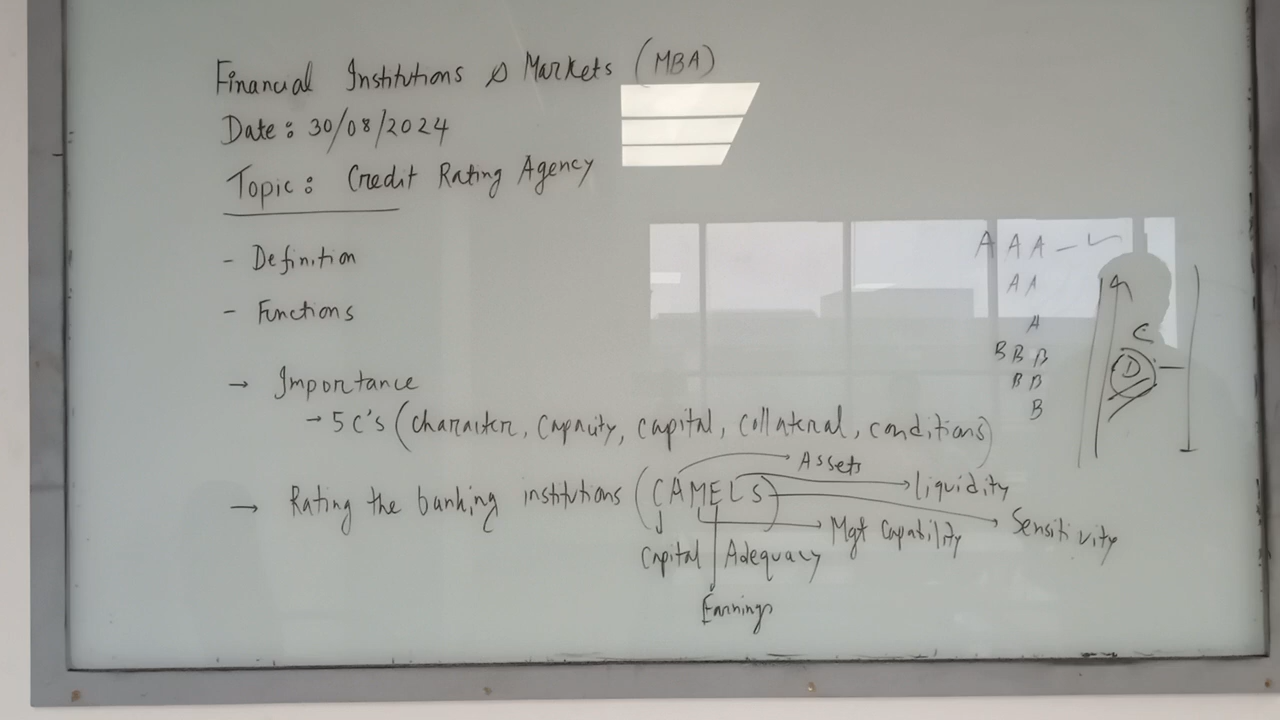 Financial Institutions & Markets (MBA)
Date: 30/08/2024
Topic: Credit Rating Agency
- Definition
- Functions
→ Importance
→ 5 C's (character, capacity, capital, collateral, conditions)
→ Rating the banking institutions (CAMELS)
Assets
liquidity
Sensitivity
Mgt Capability
Capital Adequacy
Earnings
AAA - ✓
AA
A
BBB
BB
B
C
D